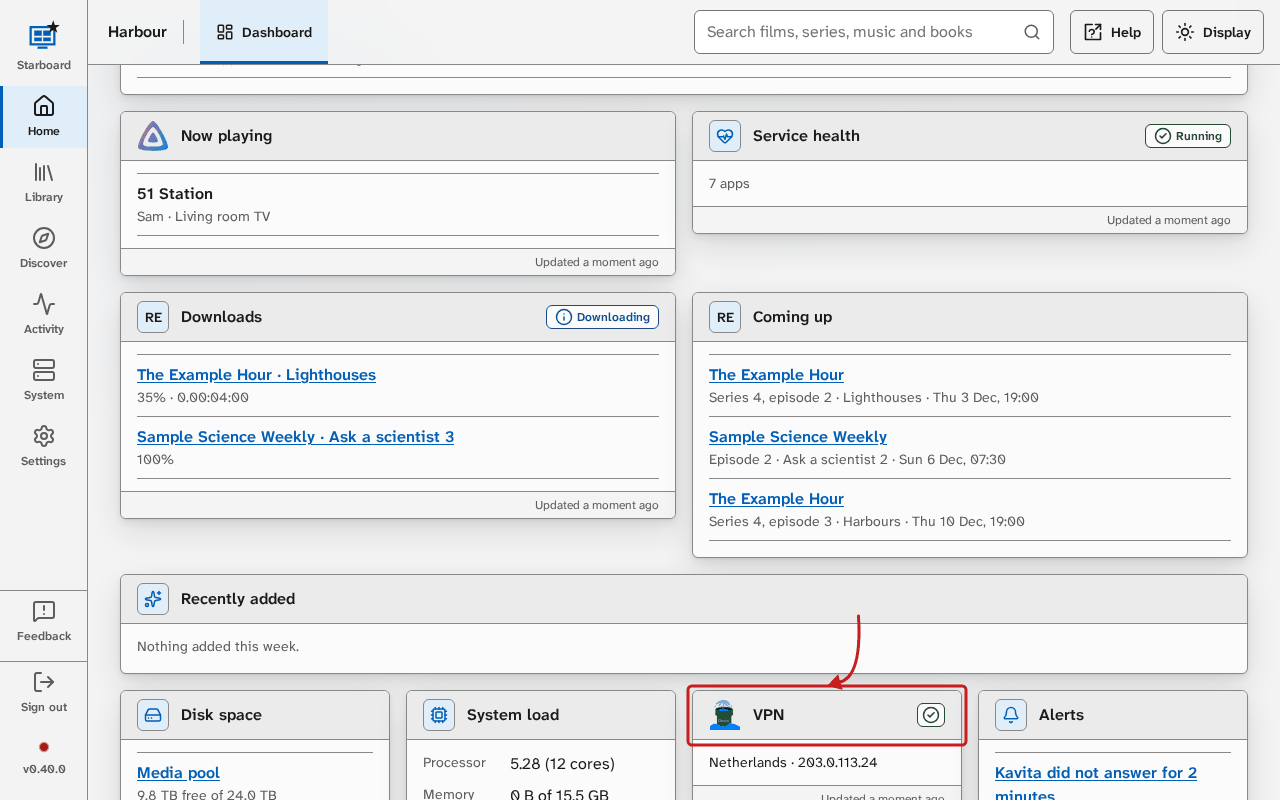 Starboard
Home
Library
Discover
Activity
System
Settings
Feedback
Sign out
v0.40.0
Harbour
Dashboard
Search films, series, music and books
Help
Display
Now playing
51 Station
Sam · Living room TV
Updated a moment ago
Service health
Running
7 apps
Updated a moment ago
RE
Downloads
Downloading
The Example Hour · Lighthouses
35% · 0.00:04:00
Sample Science Weekly · Ask a scientist 3
100%
Updated a moment ago
RE
Coming up
The Example Hour
Series 4, episode 2 · Lighthouses · Thu 3 Dec, 19:00
Sample Science Weekly
Episode 2 · Ask a scientist 2 · Sun 6 Dec, 07:30
The Example Hour
Series 4, episode 3 · Harbours · Thu 10 Dec, 19:00
Recently added
Nothing added this week.
Disk space
Media pool
9.8 TB free of 24.0 TB
System load
Processor 5.28 (12 cores)
Memory 0 B of 15.5 GB
VPN
Netherlands · 203.0.113.24
Updated a moment ago
Alerts
Kavita did not answer for 2
minutes